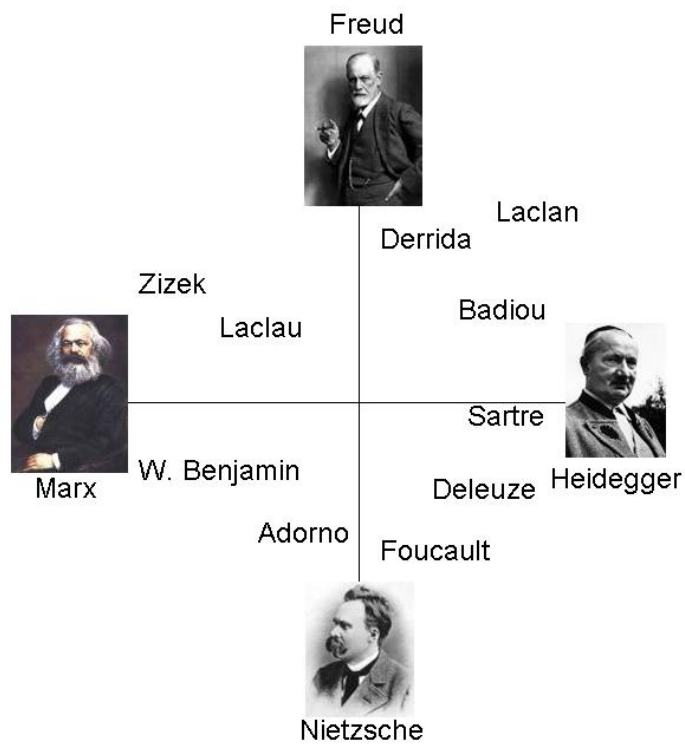 Freud
Laclan
Derrida
Zizek
Badiou
Laclau
Sartre
W. Benjamin
Heidegger
Marx
Deleuze
Adorno
Foucault
Nietzsche